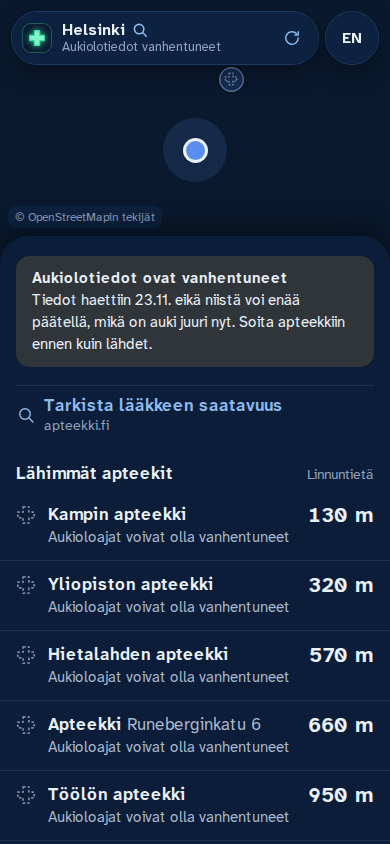 Helsinki
Aukiolotiedot vanhentuneet
EN
© OpenStreetMapin tekijät
Aukiolotiedot ovat vanhentuneet
Tiedot haettiin 23.11. eikä niistä voi enää
päätellä, mikä on auki juuri nyt. Soita apteekkiin
ennen kuin lähdet.
Tarkista lääkkeen saatavuus
apteekki.fi
Lähimmät apteekit Linnuntietä
Kampin apteekki 130 m
Aukioloajat voivat olla vanhentuneet
Yliopiston apteekki 320 m
Aukioloajat voivat olla vanhentuneet
Hietalahden apteekki 570 m
Aukioloajat voivat olla vanhentuneet
Apteekki Runeberginkatu 6 660 m
Aukioloajat voivat olla vanhentuneet
Töölön apteekki 950 m
Aukioloajat voivat olla vanhentuneet